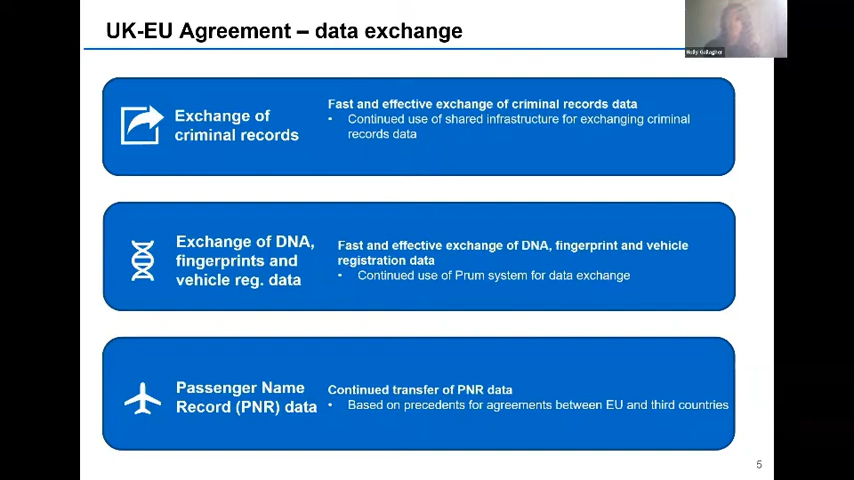 UK-EU Agreement – data exchange
Kelly Gallagher
Exchange of
criminal records
Fast and effective exchange of criminal records data
• Continued use of shared infrastructure for exchanging criminal
records data
Exchange of DNA,
fingerprints and
vehicle reg. data
Fast and effective exchange of DNA, fingerprint and vehicle
registration data
• Continued use of Prum system for data exchange
Passenger Name
Record (PNR) data
Continued transfer of PNR data
• Based on precedents for agreements between EU and third countries
5